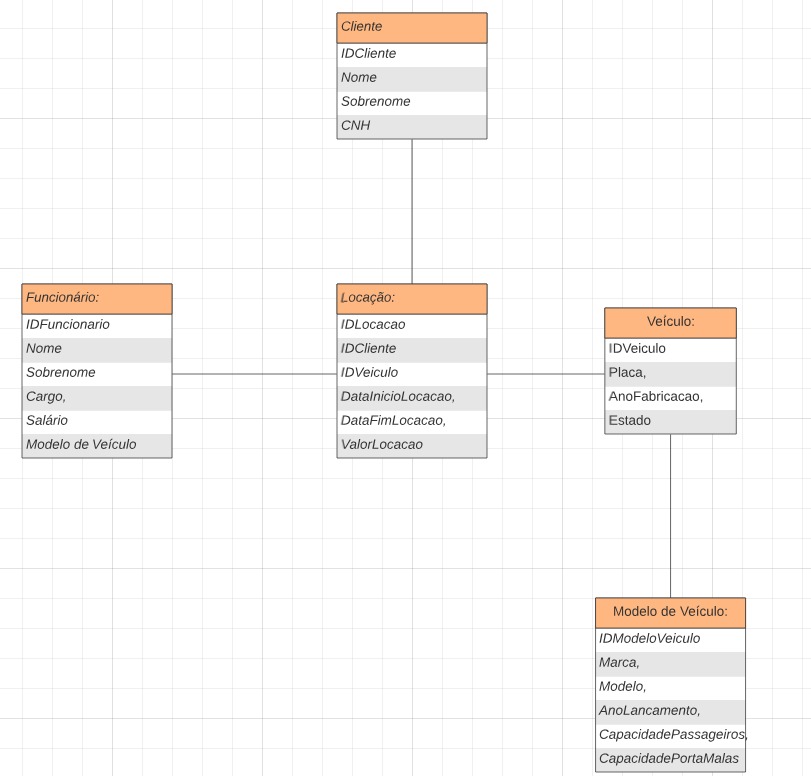 Cliente
IDCliente
Nome
Sobrenome
CNH
Funcionário:
IDFuncionario
Nome
Sobrenome
Cargo,
Salário
Modelo de Veículo
Locação:
IDLocacao
IDCliente
IDVeiculo
DataInicioLocacao,
DataFimLocacao,
ValorLocacao
Veículo:
IDVeiculo
Placa,
AnoFabricacao,
Estado
Modelo de Veículo:
IDModeloVeiculo
Marca,
Modelo,
AnoLancamento,
CapacidadePassageiros,
CapacidadePortaMalas